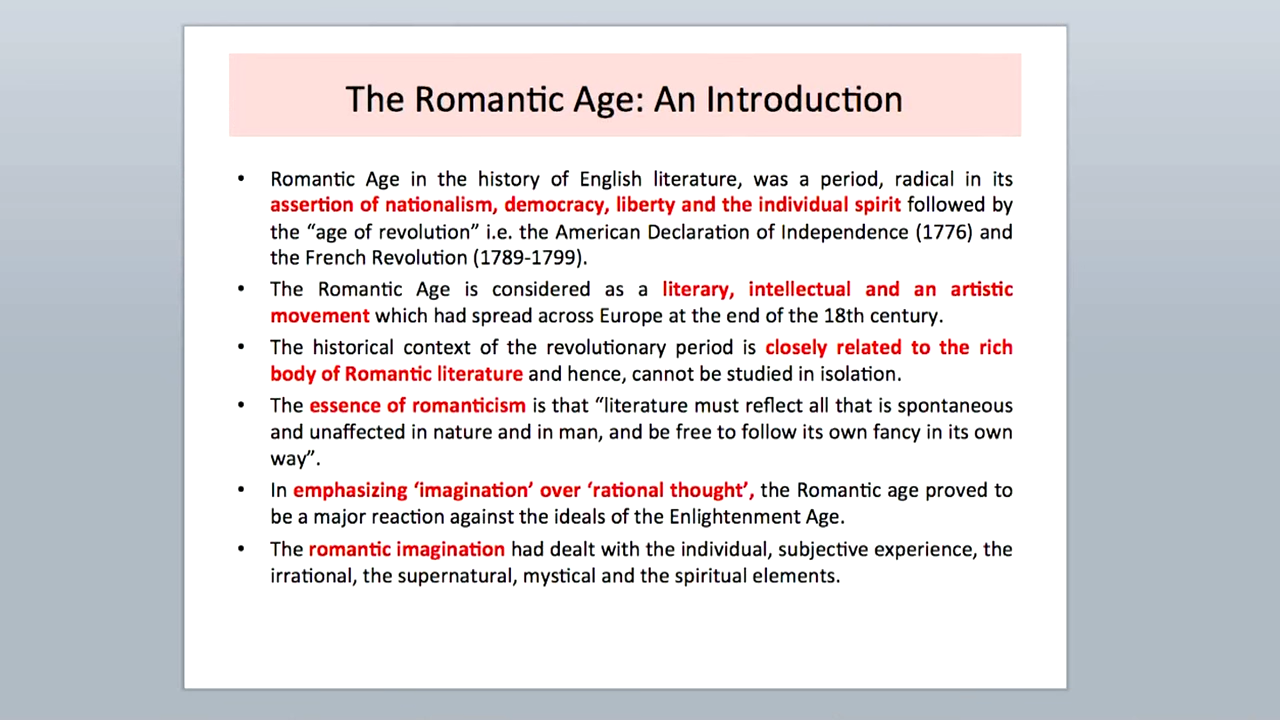 The Romantic Age: An Introduction
• Romantic Age in the history of English literature, was a period, radical in its
assertion of nationalism, democracy, liberty and the individual spirit followed by
the “age of revolution” i.e. the American Declaration of Independence (1776) and
the French Revolution (1789-1799).
• The Romantic Age is considered as a literary, intellectual and an artistic
movement which had spread across Europe at the end of the 18th century.
• The historical context of the revolutionary period is closely related to the rich
body of Romantic literature and hence, cannot be studied in isolation.
• The essence of romanticism is that “literature must reflect all that is spontaneous
and unaffected in nature and in man, and be free to follow its own fancy in its own
way”.
• In emphasizing ‘imagination’ over ‘rational thought’, the Romantic age proved to
be a major reaction against the ideals of the Enlightenment Age.
• The romantic imagination had dealt with the individual, subjective experience, the
irrational, the supernatural, mystical and the spiritual elements.